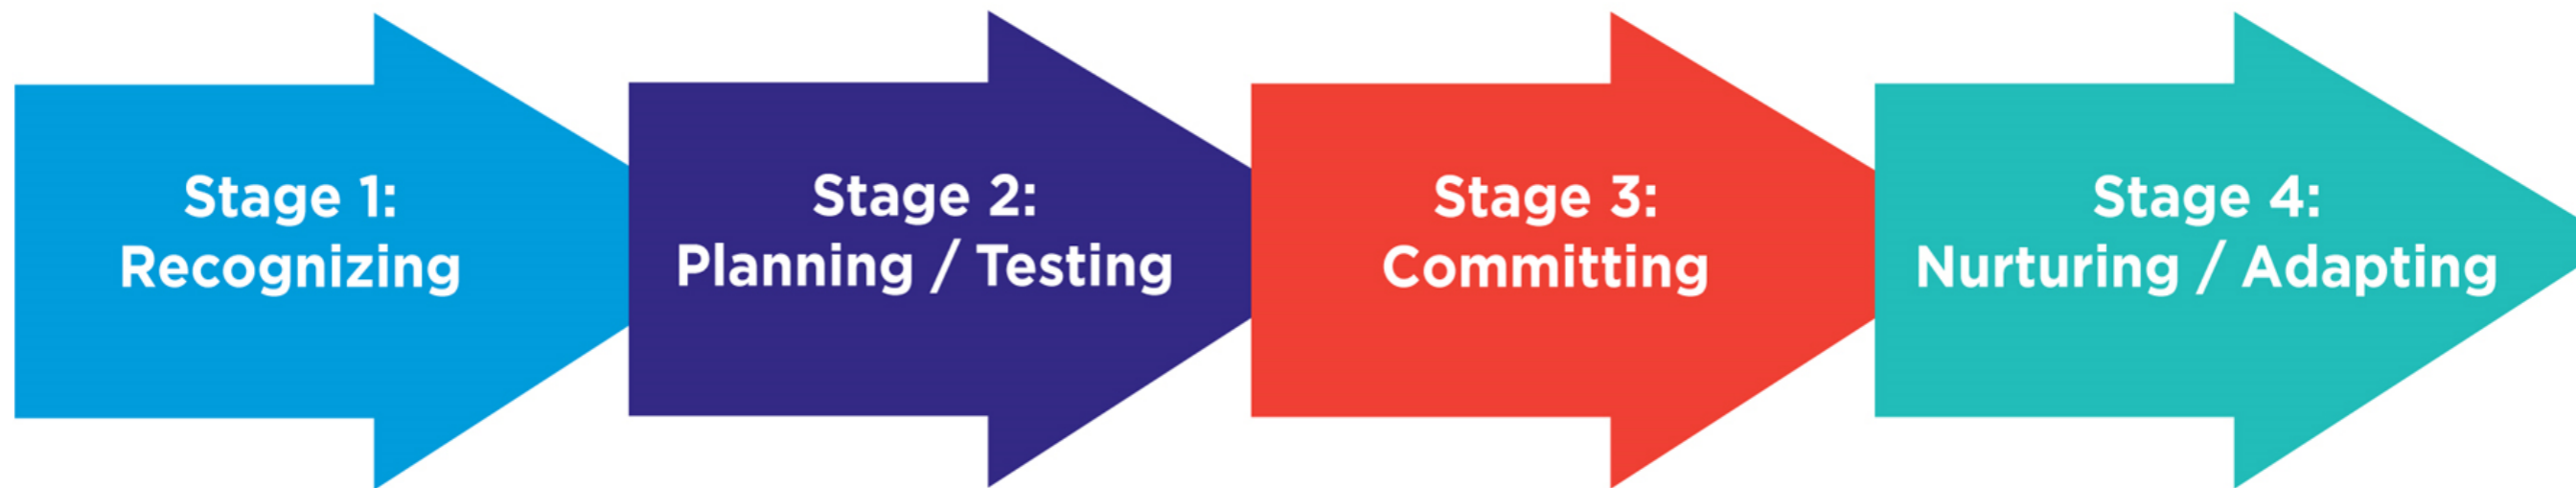 Stage 1:
Recognizing
Stage 2:
Planning / Testing
Stage 3:
Committing
Stage 4:
Nurturing / Adapting